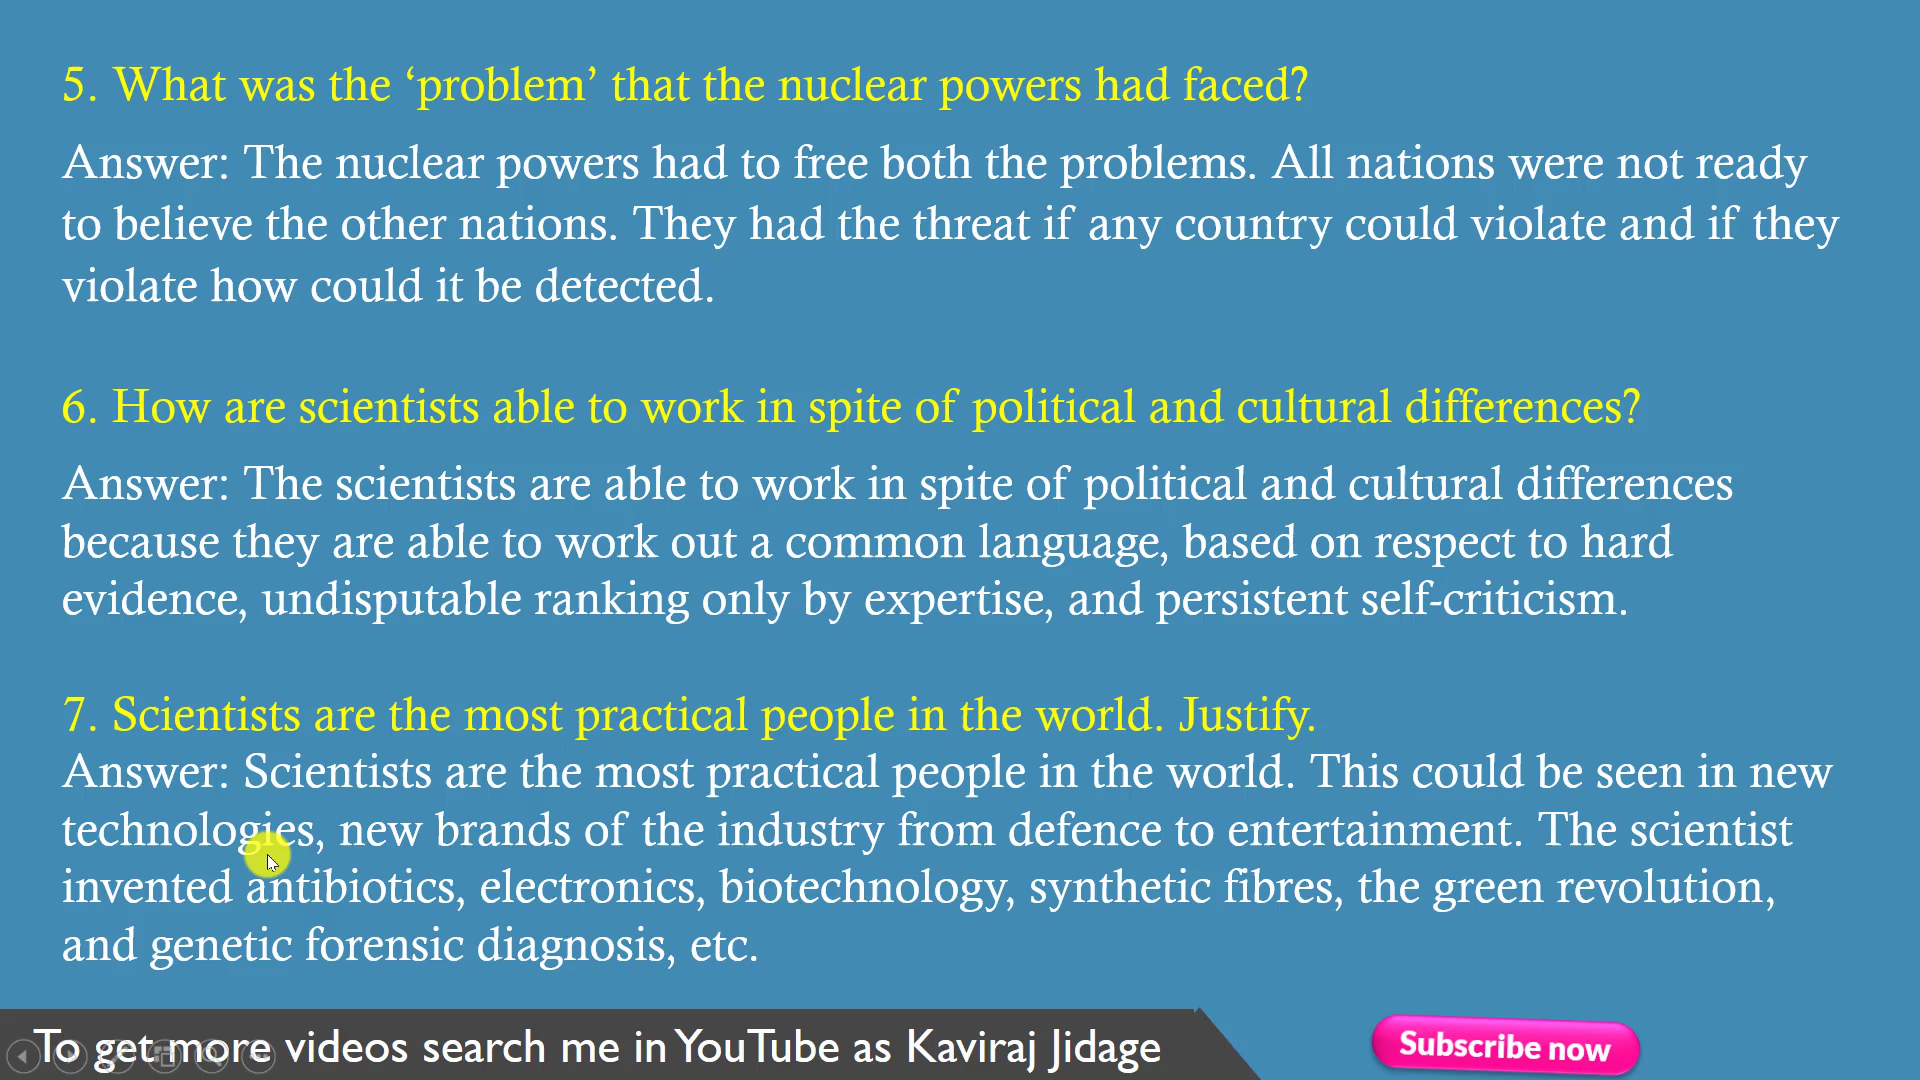 5. What was the ‘problem’ that the nuclear powers had faced?
Answer: The nuclear powers had to free both the problems. All nations were not ready
to believe the other nations. They had the threat if any country could violate and if they
violate how could it be detected.
6. How are scientists able to work in spite of political and cultural differences?
Answer: The scientists are able to work in spite of political and cultural differences
because they are able to work out a common language, based on respect to hard
evidence, undisputable ranking only by expertise, and persistent self-criticism.
7. Scientists are the most practical people in the world. Justify.
Answer: Scientists are the most practical people in the world. This could be seen in new
technologies, new brands of the industry from defence to entertainment. The scientist
invented antibiotics, electronics, biotechnology, synthetic fibres, the green revolution,
and genetic forensic diagnosis, etc.
To get more videos search me in YouTube as Kaviraj Jidage
Subscribe now